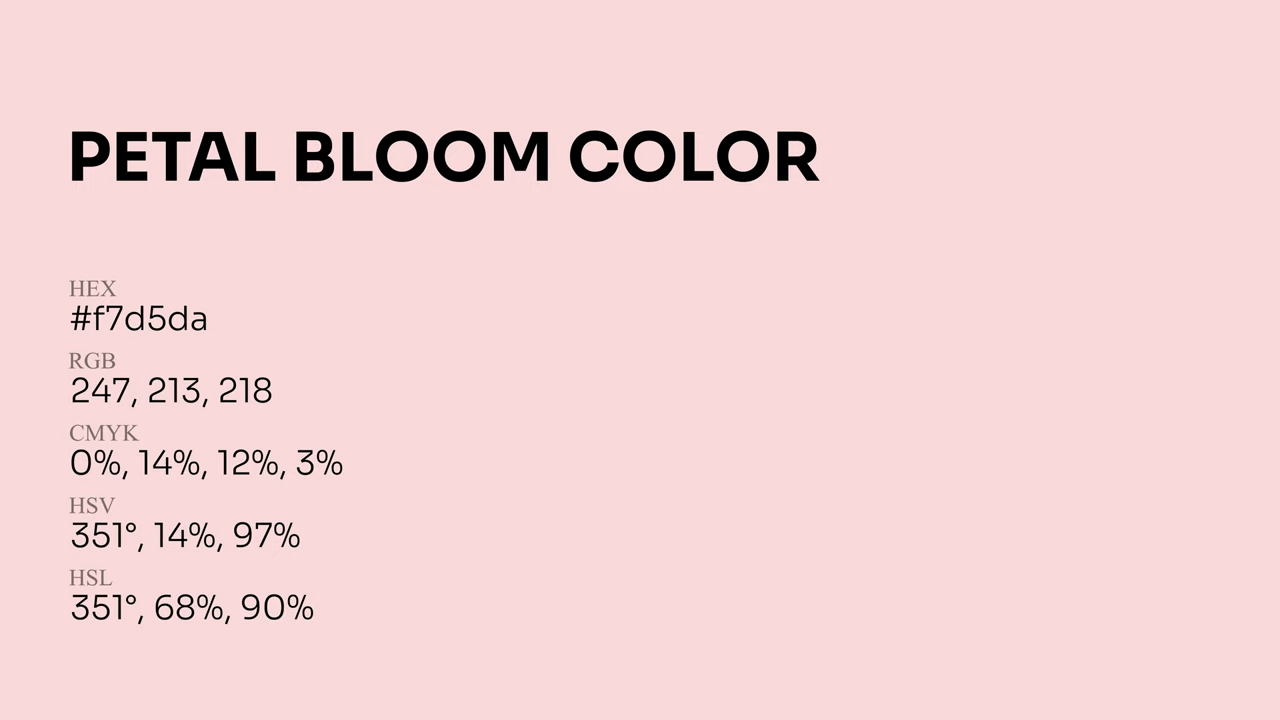 PETAL BLOOM COLOR
HEX
#f7d5da
RGB
247, 213, 218
CMYK
0%, 14%, 12%, 3%
HSV
351°, 14%, 97%
HSL
351°, 68%, 90%